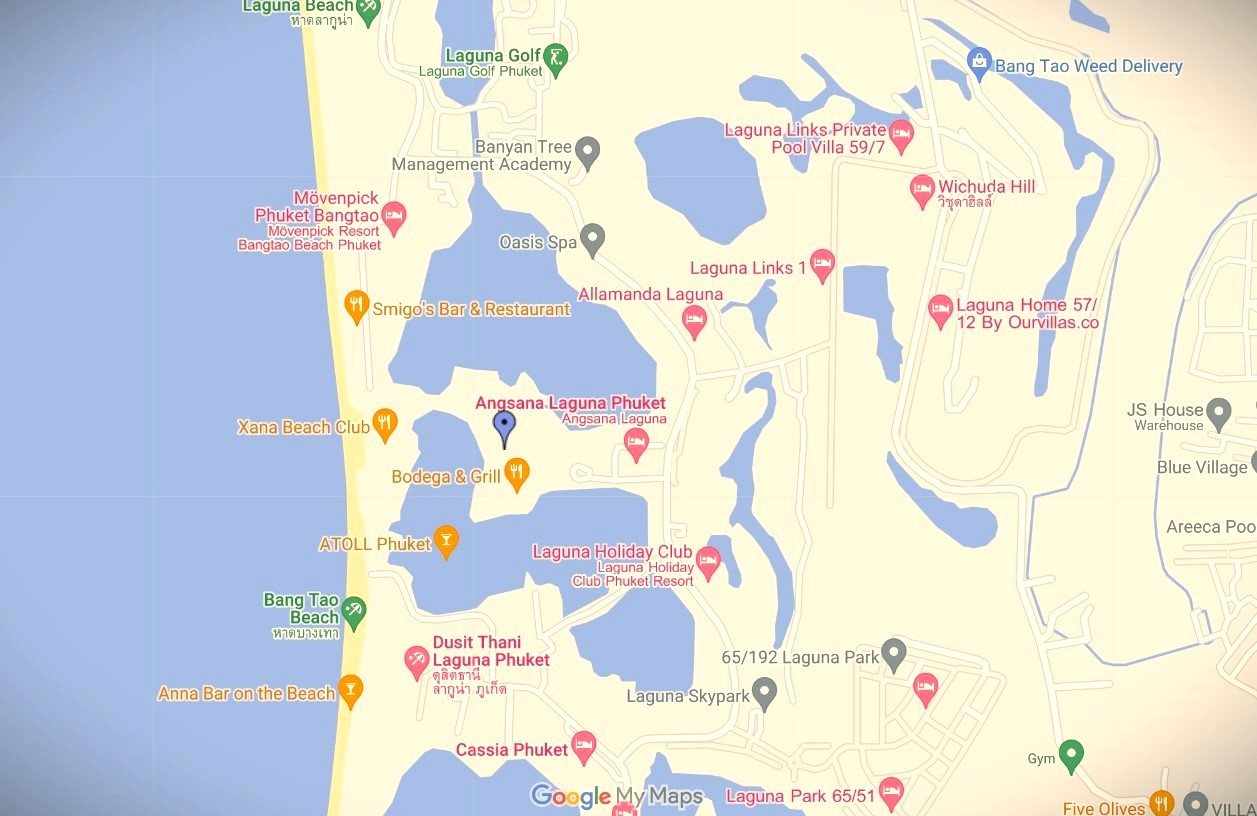 Laguna Beach
หาดลากูน่า
Laguna Golf
Laguna Golf Phuket
Bang Tao Weed Delivery
Laguna Links Private
Pool Villa 59/7
Banyan Tree
Management Academy
Wichuda Hill
วิชุดาฮิลล์
Mövenpick
Phuket Bangtao
Mövenpick Resort
Bangtao Beach Phuket
Oasis Spa
Laguna Links 1
Allamanda Laguna
Smigo's Bar & Restaurant
Laguna Home 57/
12 By Ourvillas.co
Angsana Laguna Phuket
Angsana Laguna
Xana Beach Club
JS House
Warehouse
Blue Village
Bodega & Grill
Areeca Poo
ATOLL Phuket
Laguna Holiday Club
Laguna Holiday
Club Phuket Resort
Bang Tao
Beach
หาดบางเทา
Dusit Thani
Laguna Phuket
ดุสิตธานี
ลากูน่า ภูเก็ต
65/192 Laguna Park
Anna Bar on the Beach
Laguna Skypark
Cassia Phuket
Gym
Google My Maps
Laguna Park 65/51
Five Olives
VILLA